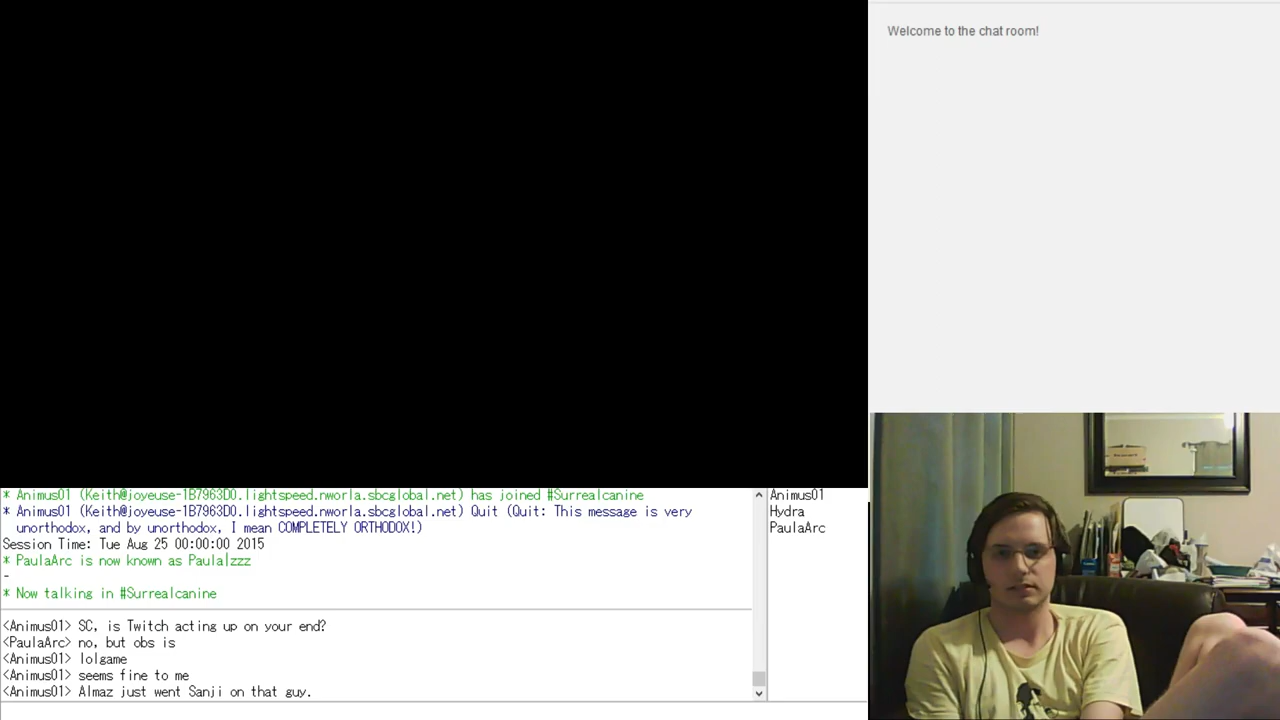 Welcome to the chat room!
* Animus01 (Keith@joyeuse-1B7963D0.lightspeed.nworla.sbcglobal.net) has joined #Surrealcanine
* Animus01 (Keith@joyeuse-1B7963D0.lightspeed.nworla.sbcglobal.net) Quit (Quit: This message is very
unorthodox, and by unorthodox, I mean COMPLETELY ORTHODOX!)
Session Time: Tue Aug 25 00:00:00 2015
* PaulaArc is now known as Paula|zzz
-
* Now talking in #Surrealcanine
<Animus01> SC, is Twitch acting up on your end?
<PaulaArc> no, but obs is
<Animus01> lolgame
<Animus01> seems fine to me
<Animus01> Almaz just went Sanji on that guy.
Animus01
Hydra
PaulaArc